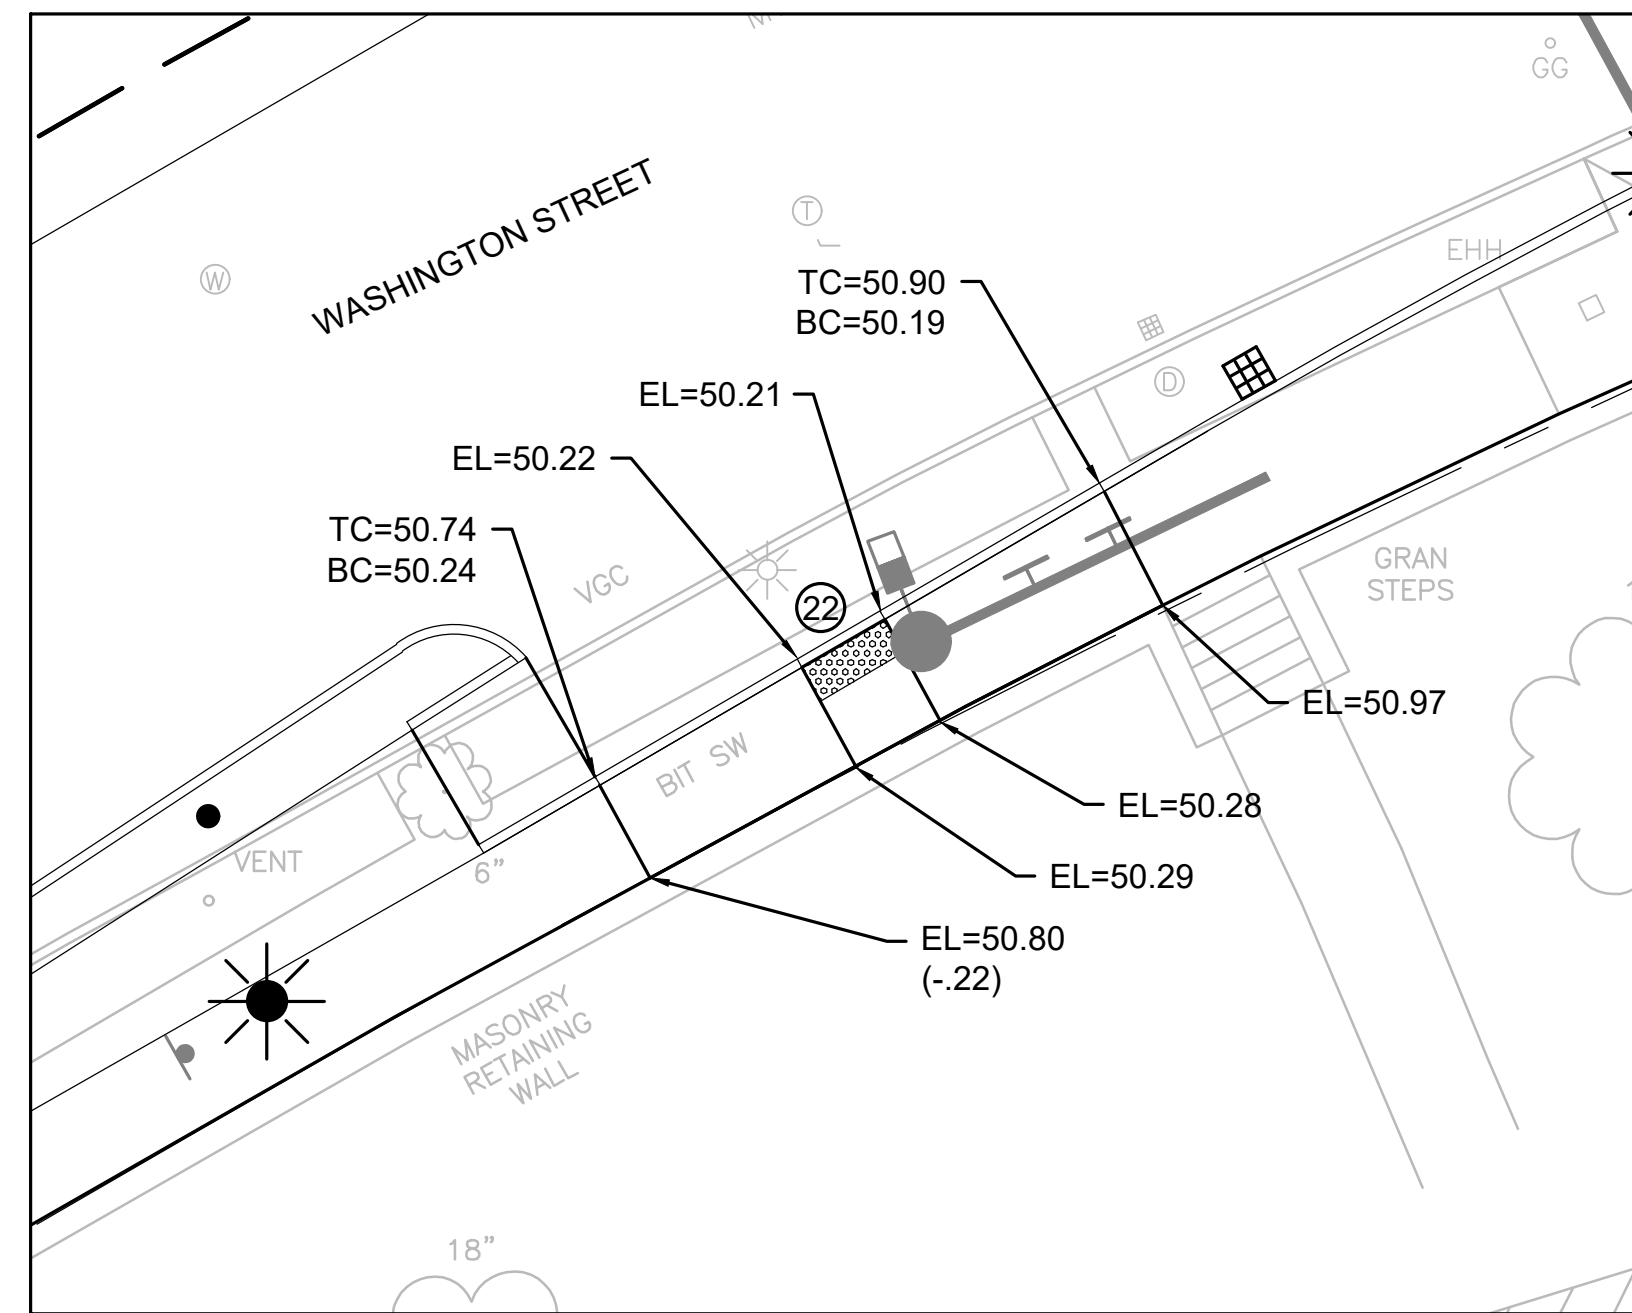 GG
WASHINGTON STREET
T
W
EHH
TC=50.90
BC=50.19
D
EL=50.21
EL=50.22
TC=50.74
BC=50.24
VGC
22
GRAN
STEPS
EL=50.97
BIT SW
EL=50.28
VENT
6"
EL=50.29
EL=50.80
(-.22)
MASONRY
RETAINING
WALL
18"